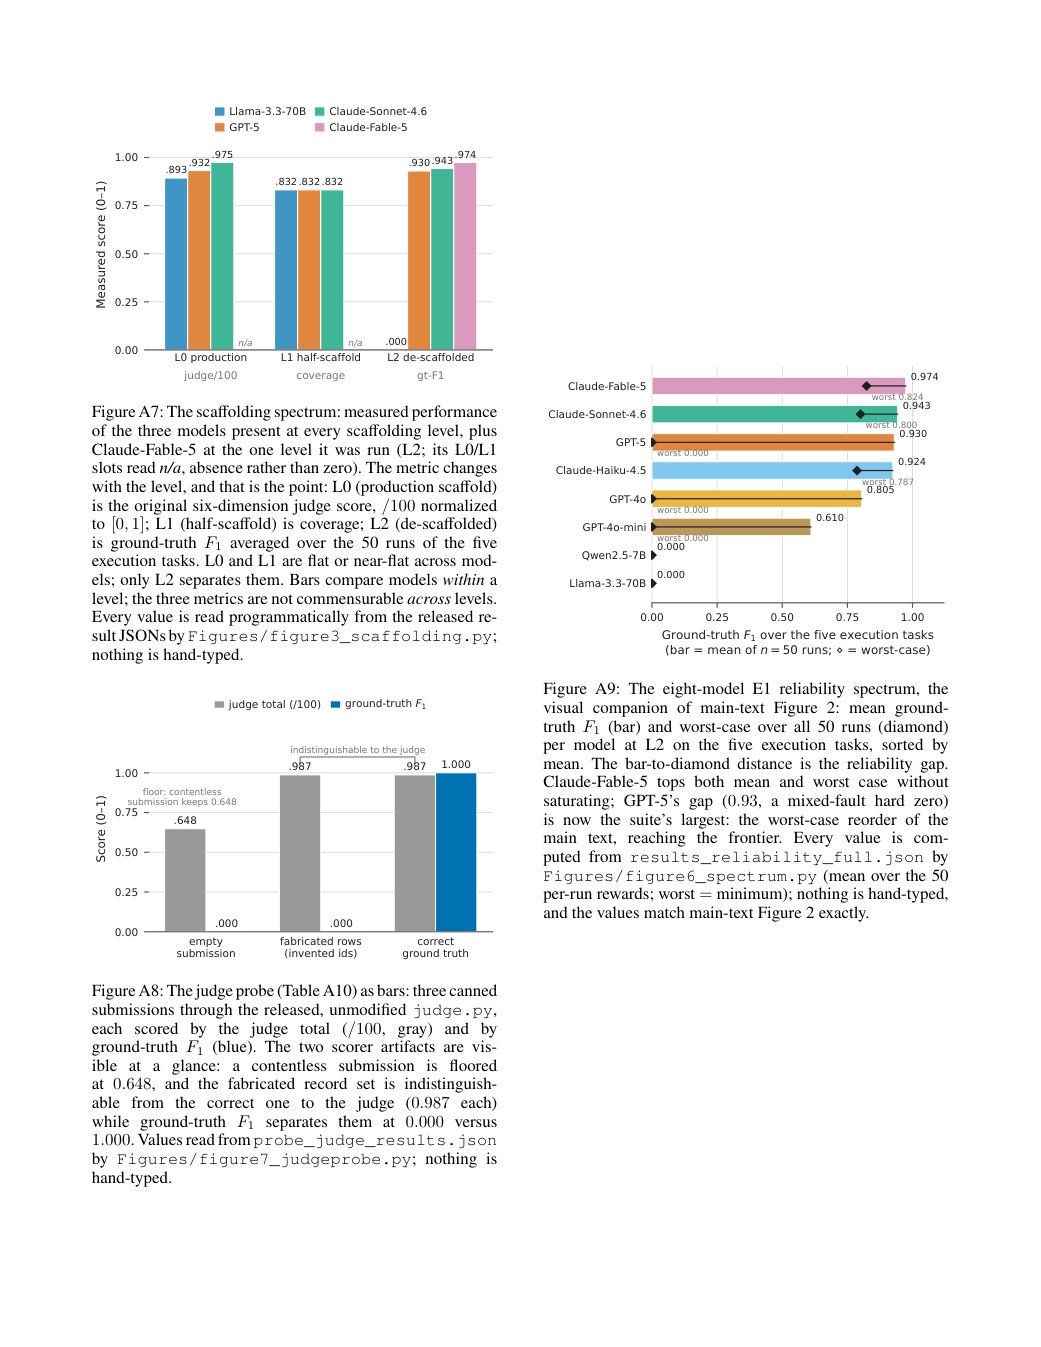 Llama-3.3-70B Claude-Sonnet-4.6
GPT-5 Claude-Fable-5
Measured score (0–1)
1.00
0.75
0.50
0.25
0.00
.893 .932 .975 n/a
.832 .832 .832 n/a
.000 .930 .943 .974
L0 production L1 half-scaffold L2 de-scaffolded
judge/100 coverage gt-F1
Figure A7: The scaffolding spectrum: measured performance
of the three models present at every scaffolding level, plus
Claude-Fable-5 at the one level it was run (L2; its L0/L1
slots read n/a, absence rather than zero). The metric changes
with the level, and that is the point: L0 (production scaffold)
is the original six-dimension judge score, /100 normalized
to [0, 1]; L1 (half-scaffold) is coverage; L2 (de-scaffolded)
is ground-truth F1 averaged over the 50 runs of the five
execution tasks. L0 and L1 are flat or near-flat across mod-
els; only L2 separates them. Bars compare models within a
level; the three metrics are not commensurable across levels.
Every value is read programmatically from the released re-
sult JSONs by Figures/figure3_scaffolding.py;
nothing is hand-typed.
judge total (/100) ground-truth F1
Score (0–1)
1.00
0.75
0.50
0.25
0.00
indistinguishable to the judge
floor: contentless
submission keeps 0.648
.648 .000
.987 .000
.987 1.000
empty
submission
fabricated rows
(invented ids)
correct
ground truth
Figure A8: The judge probe (Table A10) as bars: three canned
submissions through the released, unmodified judge.py,
each scored by the judge total (/100, gray) and by
ground-truth F1 (blue). The two scorer artifacts are vis-
ible at a glance: a contentless submission is floored
at 0.648, and the fabricated record set is indistinguish-
able from the correct one to the judge (0.987 each)
while ground-truth F1 separates them at 0.000 versus
1.000. Values read from probe_judge_results.json
by Figures/figure7_judgeprobe.py; nothing is
hand-typed.
Claude-Fable-5 0.974
worst 0.824
Claude-Sonnet-4.6 0.943
worst 0.800
GPT-5 0.930
worst 0.000
Claude-Haiku-4.5 0.924
worst 0.787
GPT-4o 0.805
worst 0.000
GPT-4o-mini 0.610
worst 0.000
Qwen2.5-7B 0.000
Llama-3.3-70B 0.000
0.00 0.25 0.50 0.75 1.00
Ground-truth F1 over the five execution tasks
(bar = mean of n = 50 runs; ⋄ = worst-case)
Figure A9: The eight-model E1 reliability spectrum, the
visual companion of main-text Figure 2: mean ground-
truth F1 (bar) and worst-case over all 50 runs (diamond)
per model at L2 on the five execution tasks, sorted by
mean. The bar-to-diamond distance is the reliability gap.
Claude-Fable-5 tops both mean and worst case without
saturating; GPT-5's gap (0.93, a mixed-fault hard zero)
is now the suite's largest: the worst-case reorder of the
main text, reaching the frontier. Every value is com-
puted from results_reliability_full.json by
Figures/figure6_spectrum.py (mean over the 50
per-run rewards; worst = minimum); nothing is hand-typed,
and the values match main-text Figure 2 exactly.